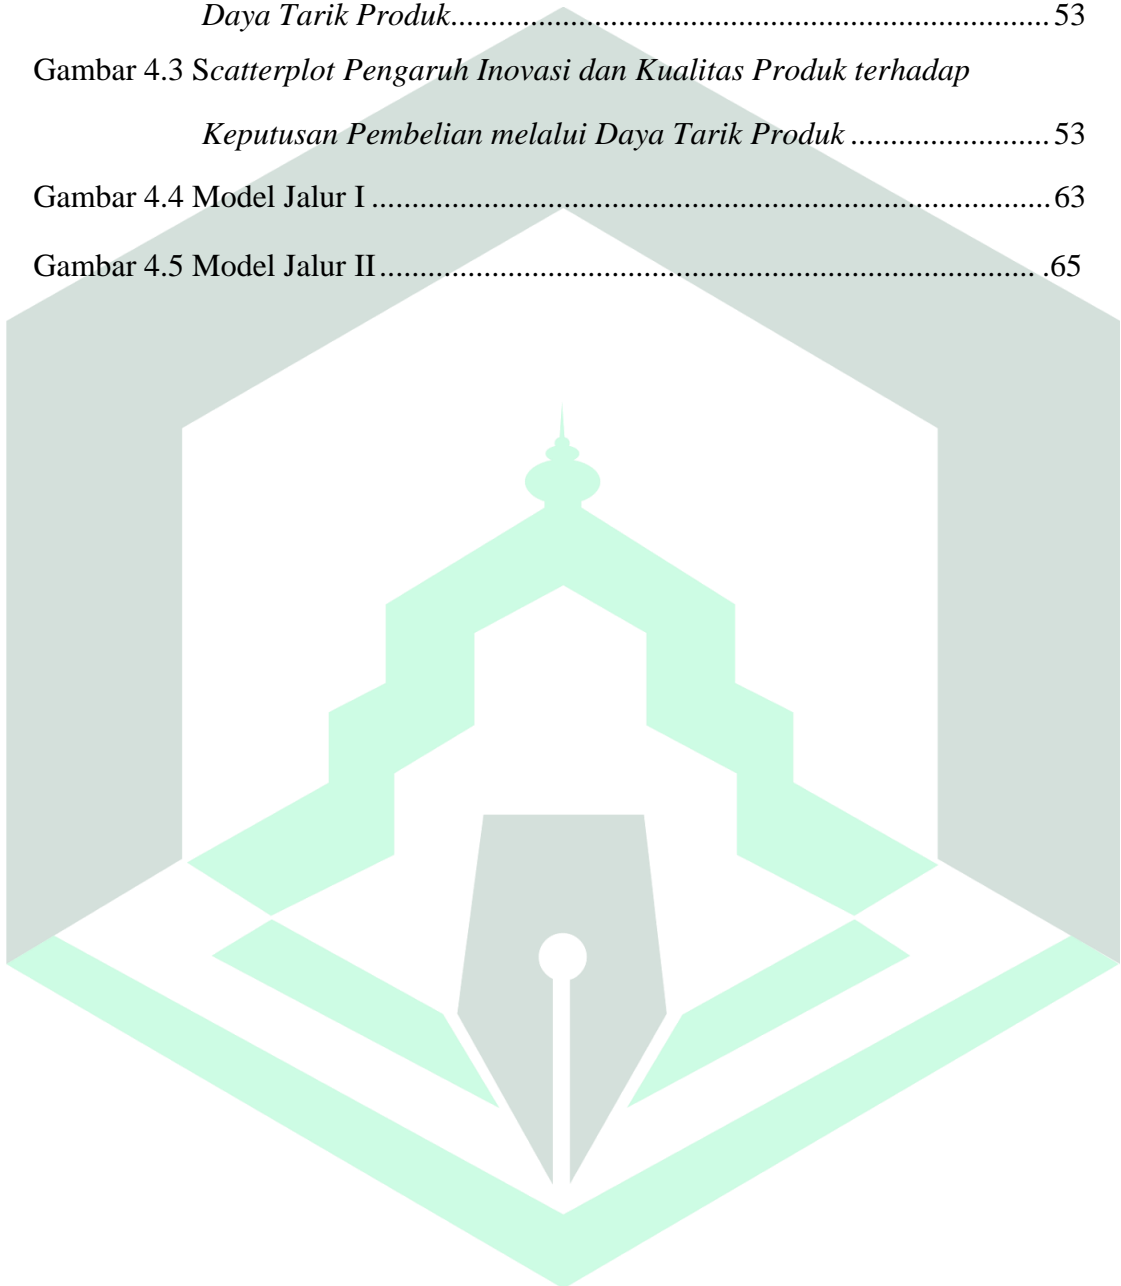 Daya Tarik Produk.......................................................................... 53
Gambar 4.3 Scatterplot Pengaruh Inovasi dan Kualitas Produk terhadap
Keputusan Pembelian melalui Daya Tarik Produk ........................ 53
Gambar 4.4 Model Jalur I .................................................................................... 63
Gambar 4.5 Model Jalur II ................................................................................. .65